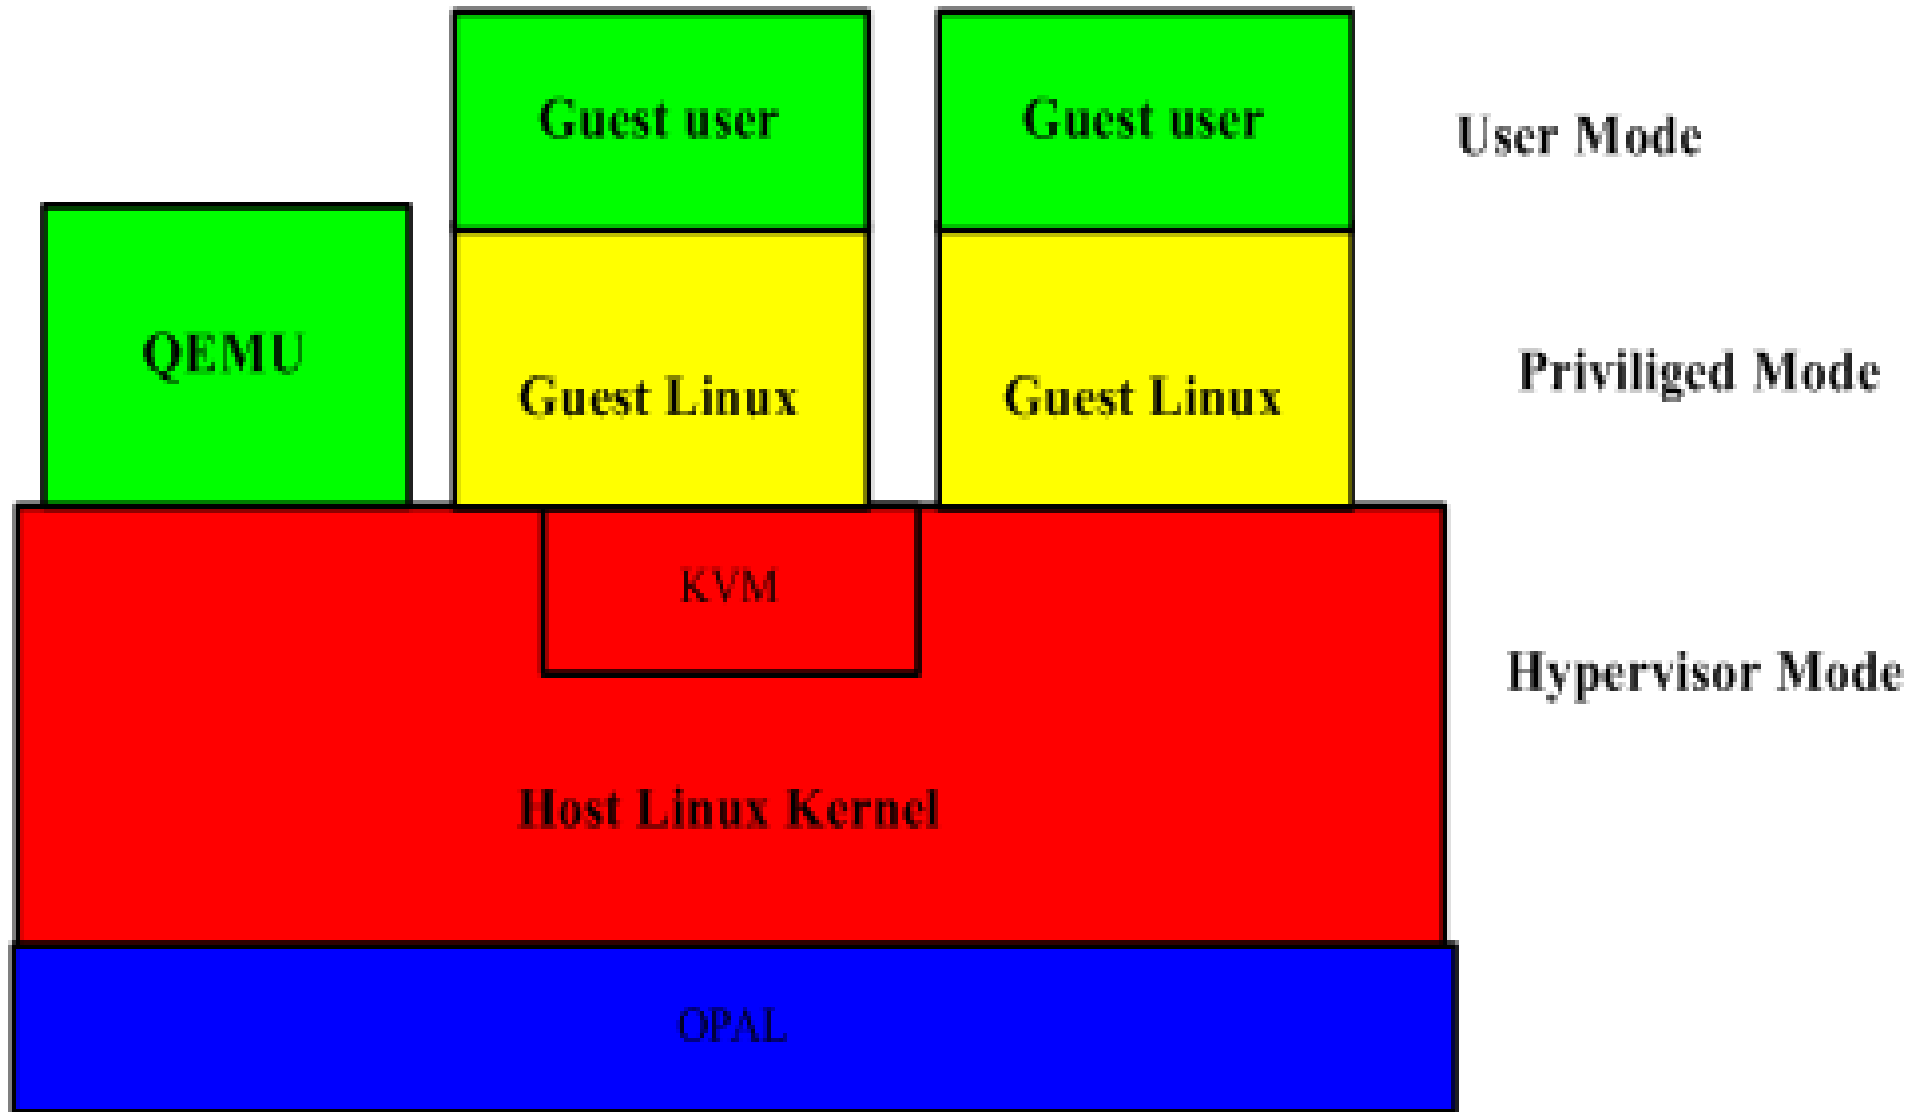 Guest user
Guest user
User Mode
QEMU
Guest Linux
Guest Linux
Priviliged Mode
KVM
Hypervisor Mode
Host Linux Kernel
OPAL